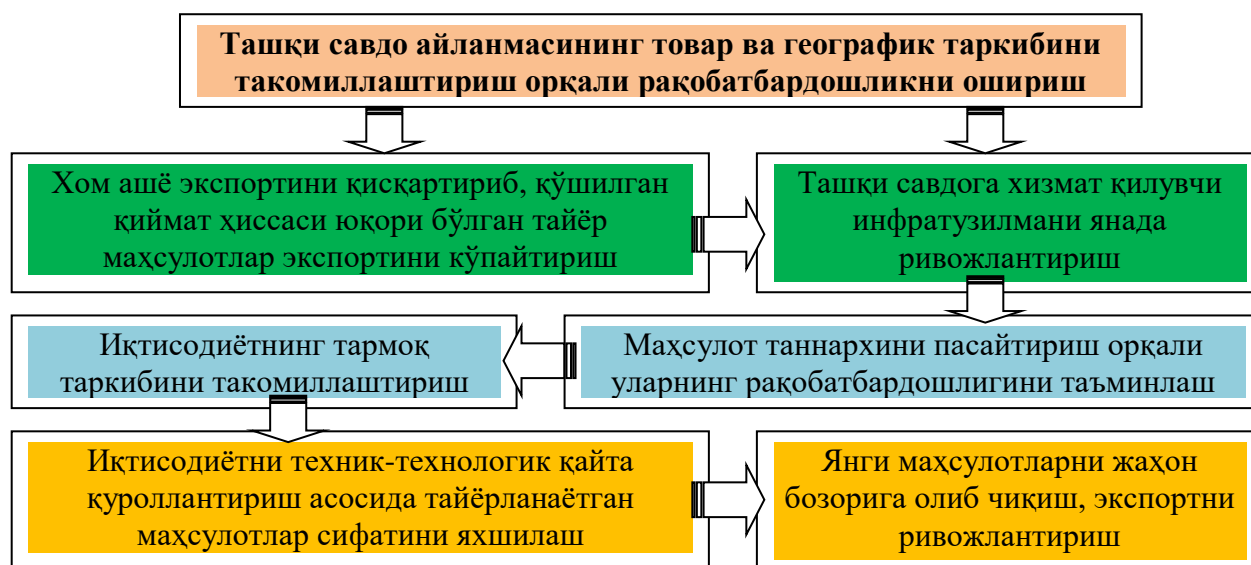 Ташқи савдо айланмасининг товар ва географик таркибини
такомиллаштириш орқали рақобатбардошликни ошириш
Хом ашё экспортини қисқартириб, қўшилган
қиймат ҳиссаси юқори бўлган тайёр
маҳсулотлар экспортини кўпайтириш
Ташқи савдога хизмат қилувчи
инфратузилмани янада
ривожлантириш
Маҳсулот таннархини пасайтириш орқали
уларнинг рақобатбардошлигини таъминлаш
Иқтисодиётнинг тармоқ
таркибини такомиллаштириш
Иқтисодиётни техник-технологик қайта
қуроллантириш асосида тайёрланаётган
маҳсулотлар сифатини яхшилаш
Янги маҳсулотларни жаҳон
бозорига олиб чиқиш, экспортни
ривожлантириш